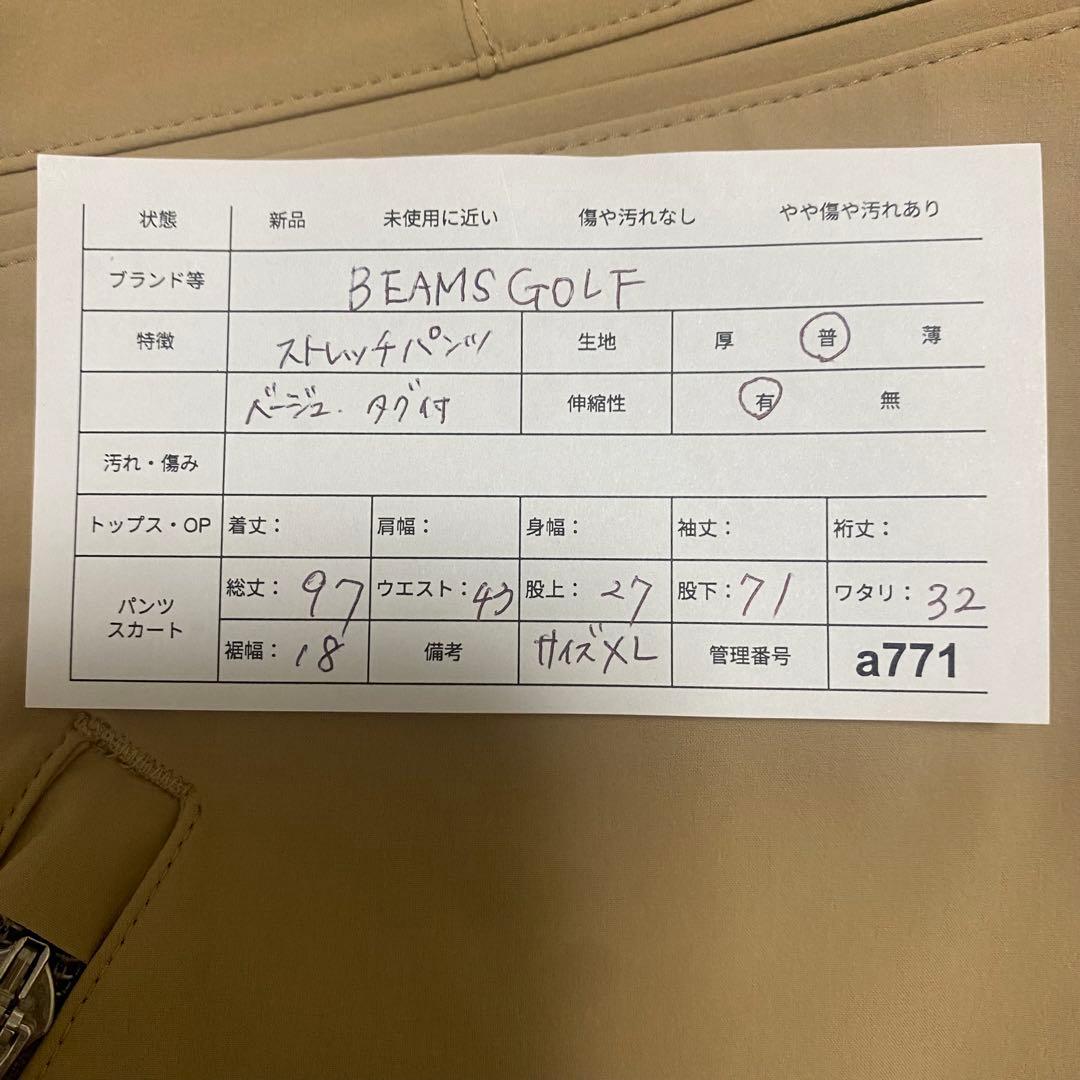 状態 新品 未使用に近い 傷や汚れなし やや傷や汚れあり
ブランド等 BEAMS GOLF
特徴 ストレッチパンツ 生地 厚 普 薄
ベージュ. タグ付 伸縮性 有 無
汚れ・傷み
トップス・OP 着丈： 肩幅： 身幅： 袖丈： 裄丈：
パンツ スカート 総丈：97 ウエスト：43 股上：27 股下：71 ワタリ：32
裾幅：18 備考 サイズXL 管理番号 a771